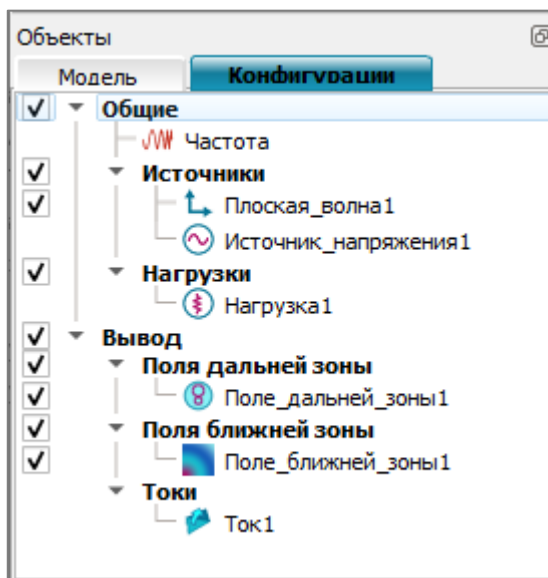 Объекты
Модель Конфигурации
Общие
Частота
Источники
Плоская_волна1
Источник_напряжения1
Нагрузки
Нагрузка1
Вывод
Поля дальней зоны
Поле_дальней_зоны1
Поля ближней зоны
Поле_ближней_зоны1
Токи
Ток1